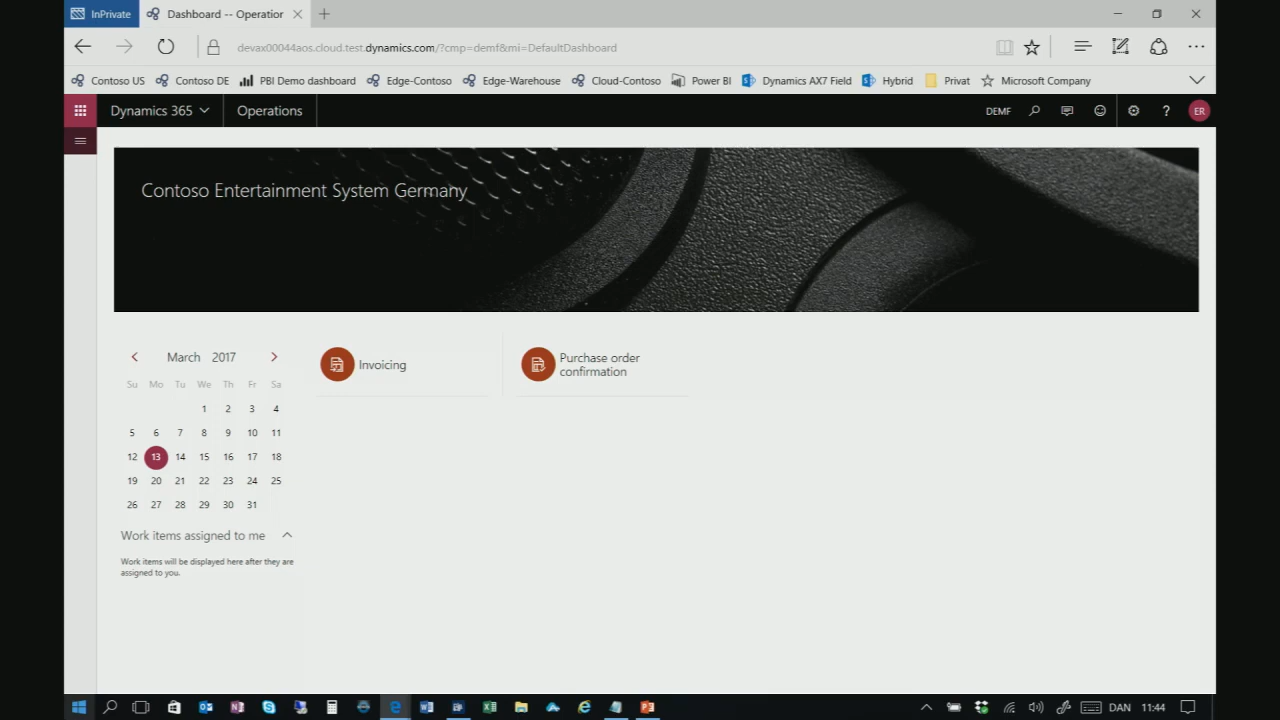 InPrivate
Dashboard -- Operatior
devax00044aos.cloud.test.dynamics.com/?cmp=demf&mi=DefaultDashboard
Contoso US Contoso DE PBI Demo dashboard Edge-Contoso Edge-Warehouse Cloud-Contoso Power BI Dynamics AX7 Field Hybrid Privat Microsoft Company
Dynamics 365 Operations DEMF ? ER
Contoso Entertainment System Germany
March 2017
Su Mo Tu We Th Fr Sa
1 2 3 4
5 6 7 8 9 10 11
12 13 14 15 16 17 18
19 20 21 22 23 24 25
26 27 28 29 30 31
Invoicing
Purchase order
confirmation
Work items assigned to me
Work items will be displayed here after they are
assigned to you.
DAN 11:44